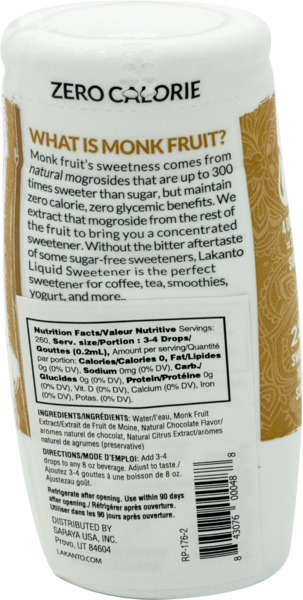 ZERO CALORIE
WHAT IS MONK FRUIT?
Monk fruit's sweetness comes from
natural mogrosides that are up to 300
times sweeter than sugar, but maintain
zero calorie, zero glycemic benefits. We
extract that mogroside from the rest of
the fruit to bring you a concentrated
sweetener. Without the bitter aftertaste
of some sugar-free sweeteners, Lakanto
Liquid Sweetener is the perfect
sweetener for coffee, tea, smoothies,
yogurt, and more..
Nutrition Facts/Valeur Nutritive Servings:
260, Serv. size/Portion : 3-4 Drops/
Gouttes (0.2mL), Amount per serving/Quantité
par portion: Calories/Calories 0, Fat/Lipides
0g (0% DV), Sodium 0mg (0% DV), Carb./
Glucides 0g (0% DV), Protein/Protéine 0g
(0% DV), Vit. D (0% DV), Calcium (0% DV), Iron
(0% DV), Potas. (0% DV).
INGREDIENTS/INGRÉDIENTS: Water/l'eau, Monk Fruit
Extract/Extrait de Fruit de Moine, Natural Chocolate Flavor/
arômes naturel de chocolat, Natural Citrus Extract/arômes
naturel de agrumes (preservative)
DIRECTIONS/MODE D'EMPLOI: Add 3-4
drops to any 8 oz beverage. Adjust to taste./
Ajoutez 3-4 gouttes à une boisson de 8 oz.
Ajustezau goût.
Refrigerate after opening. Use within 90 days
after opening./ Réfrigérer après ouverture.
Utiliser dans les 90 jours après ouverture.
DISTRIBUTED BY
SARAYA USA, INC.
Provo, UT 84604
LAKANTO.COM
RP-176-2
8 43076 00048 8